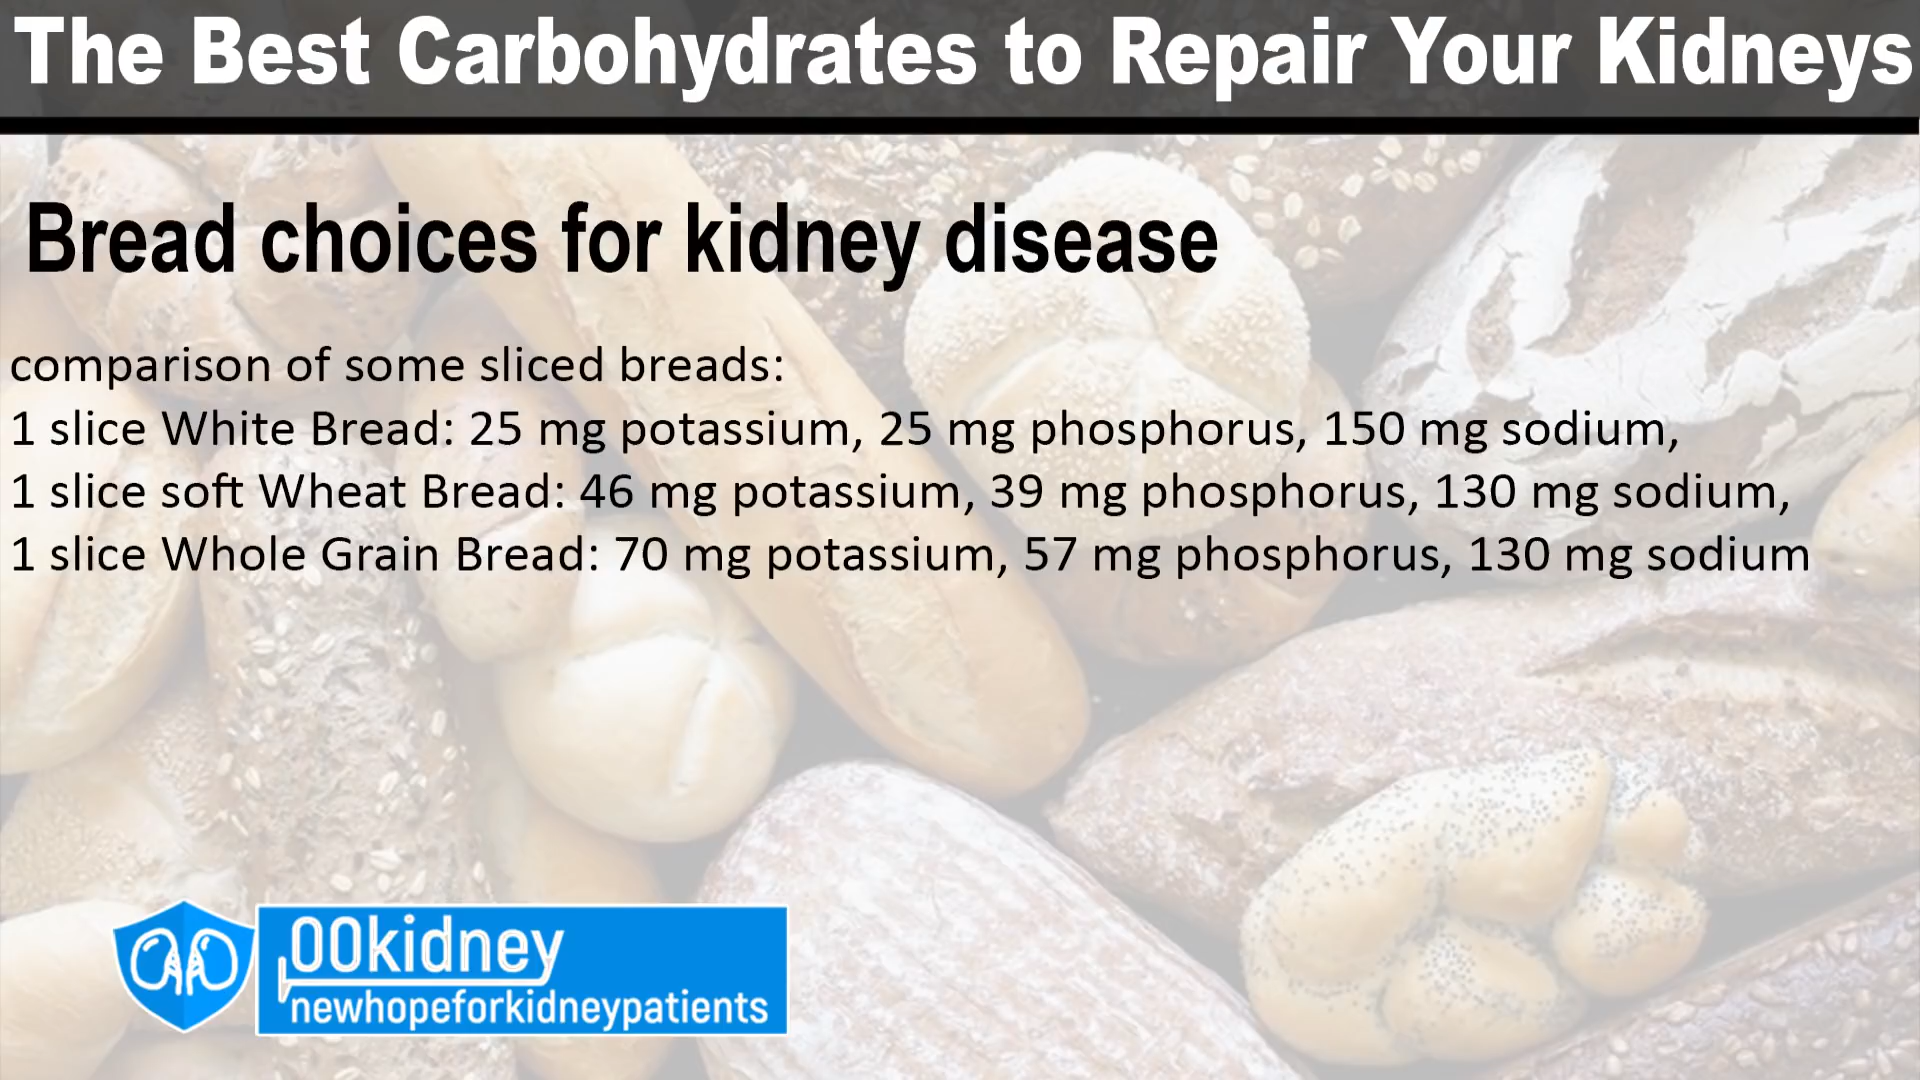 The Best Carbohydrates to Repair Your Kidneys
Bread choices for kidney disease
comparison of some sliced breads:
1 slice White Bread: 25 mg potassium, 25 mg phosphorus, 150 mg sodium,
1 slice soft Wheat Bread: 46 mg potassium, 39 mg phosphorus, 130 mg sodium,
1 slice Whole Grain Bread: 70 mg potassium, 57 mg phosphorus, 130 mg sodium
00kidney
newhopeforkidneypatients